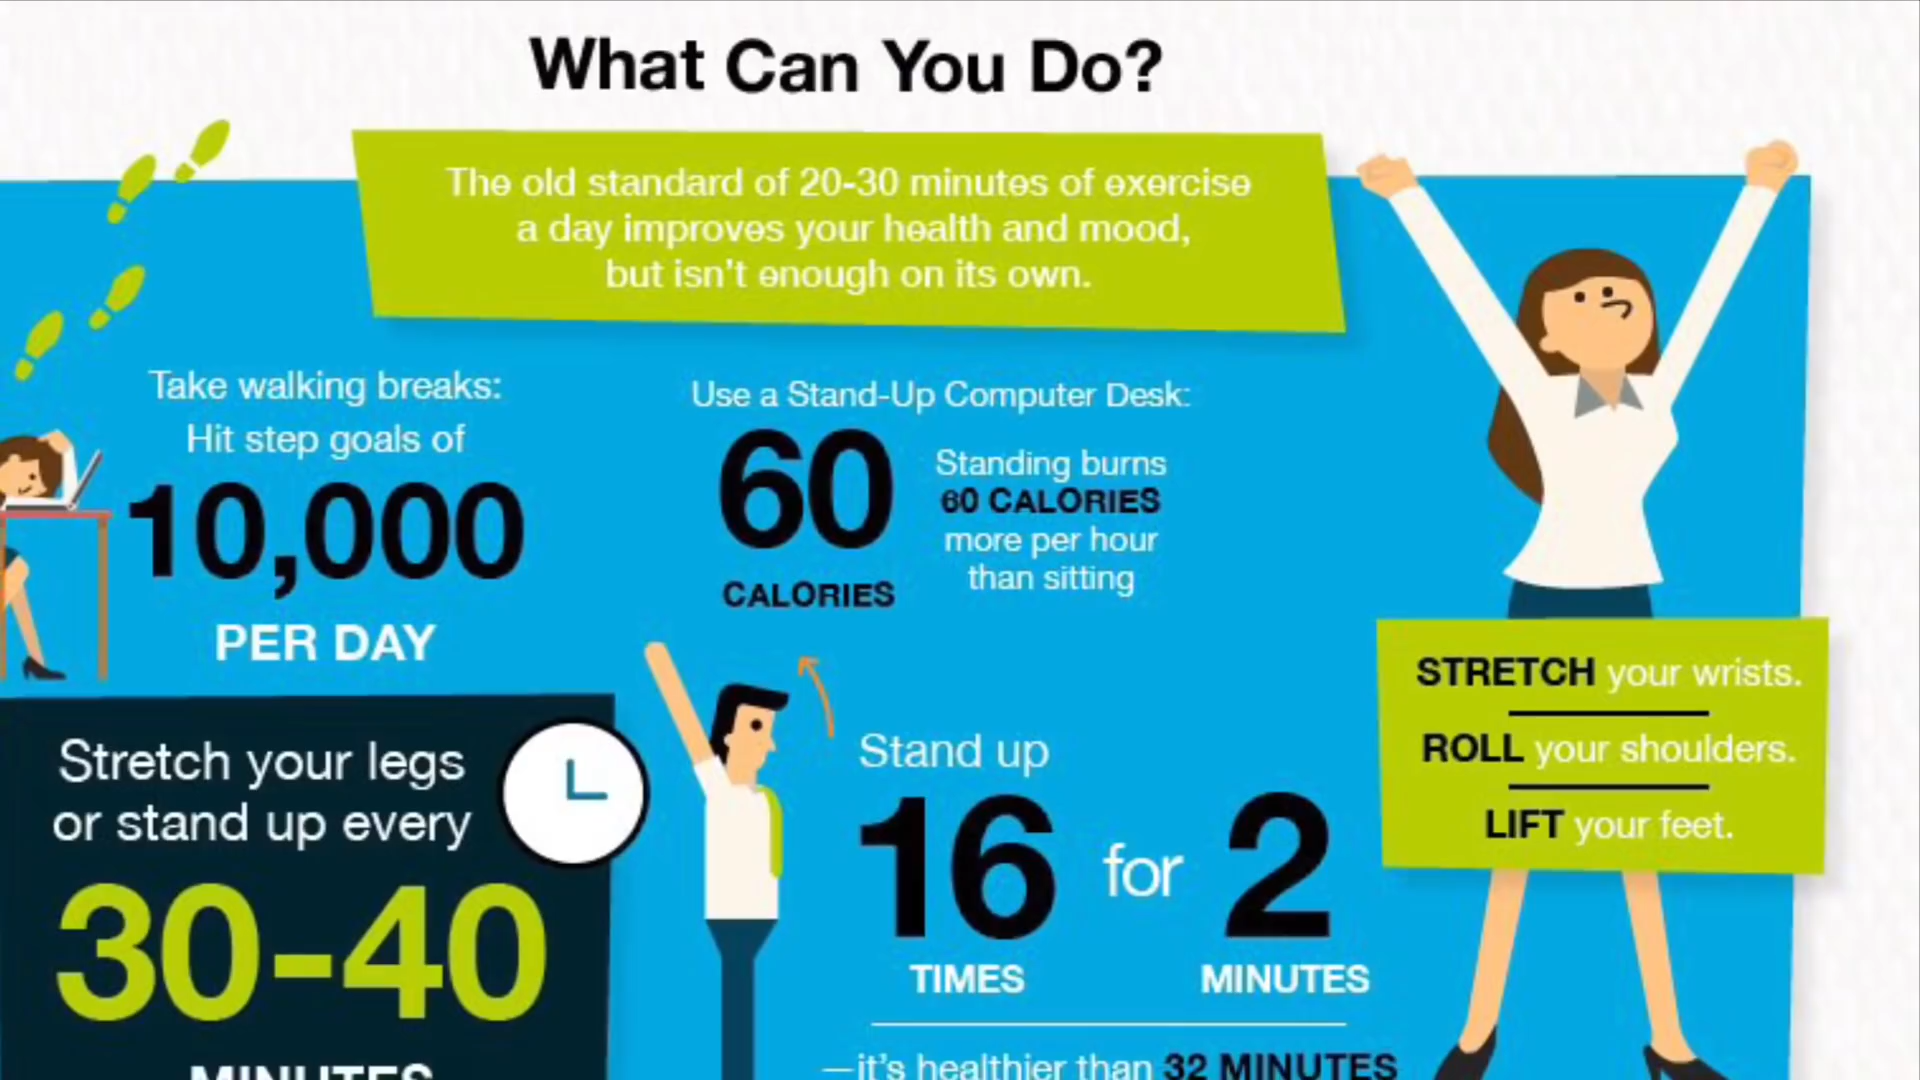 What Can You Do?
The old standard of 20-30 minutes of exercise
a day improves your health and mood,
but isn't enough on its own.
Take walking breaks:
Hit step goals of
10,000
PER DAY
Use a Stand-Up Computer Desk:
60
CALORIES
Standing burns
60 CALORIES
more per hour
than sitting
Stretch your legs
or stand up every
30-40
MINUTES
Stand up
16 for 2
TIMES MINUTES
—it's healthier than 32 MINUTES
STRETCH your wrists.
ROLL your shoulders.
LIFT your feet.